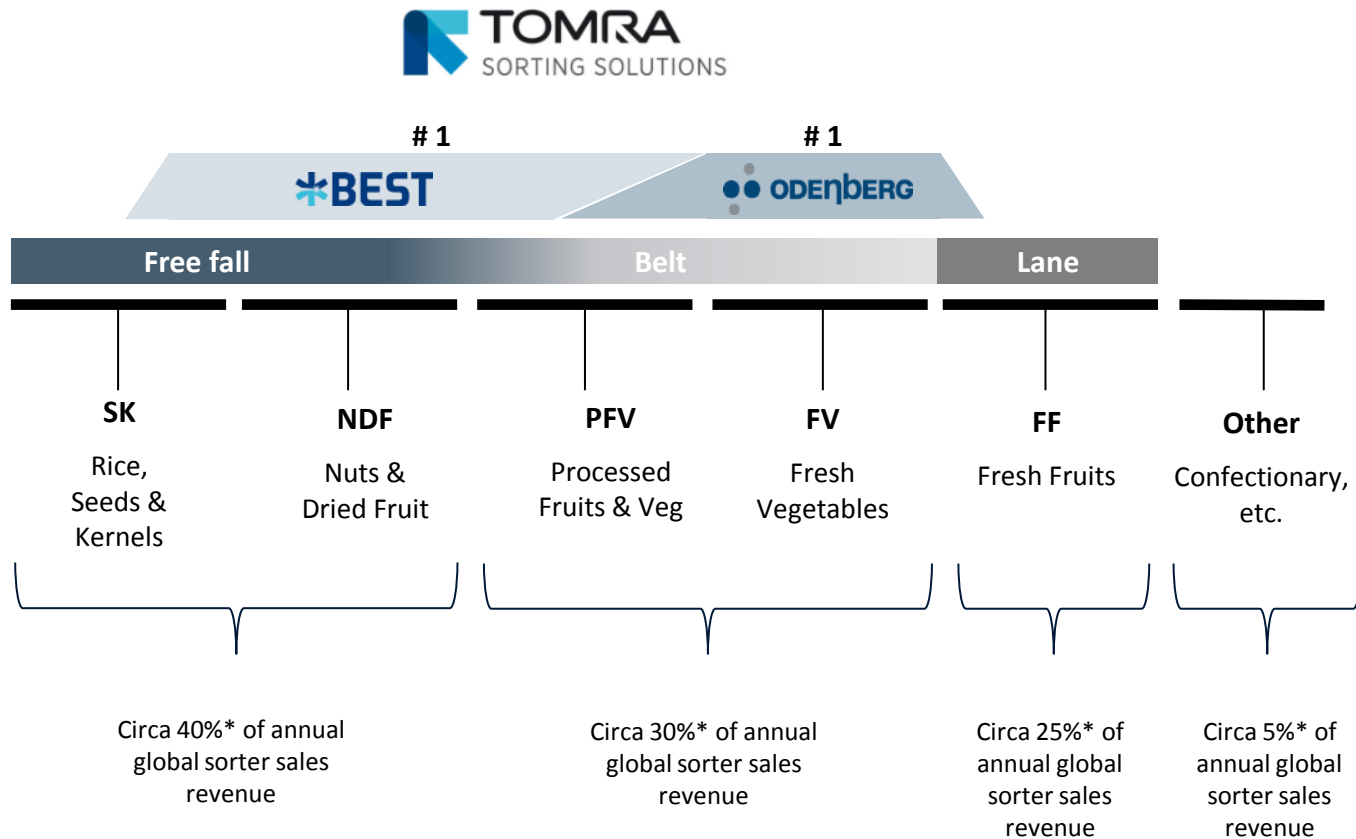 TOMRA
SORTING SOLUTIONS
# 1
# 1
BEST
ODENBERG
Free fall
Belt
Lane
SK
NDF
PFV
FV
FF
Other
Rice,
Seeds &
Kernels
Nuts &
Dried Fruit
Processed
Fruits & Veg
Fresh
Vegetables
Fresh Fruits
Confectionary,
etc.
Circa 40%* of annual
global sorter sales
revenue
Circa 30%* of annual
global sorter sales
revenue
Circa 25%* of
annual global
sorter sales
revenue
Circa 5%* of
annual global
sorter sales
revenue